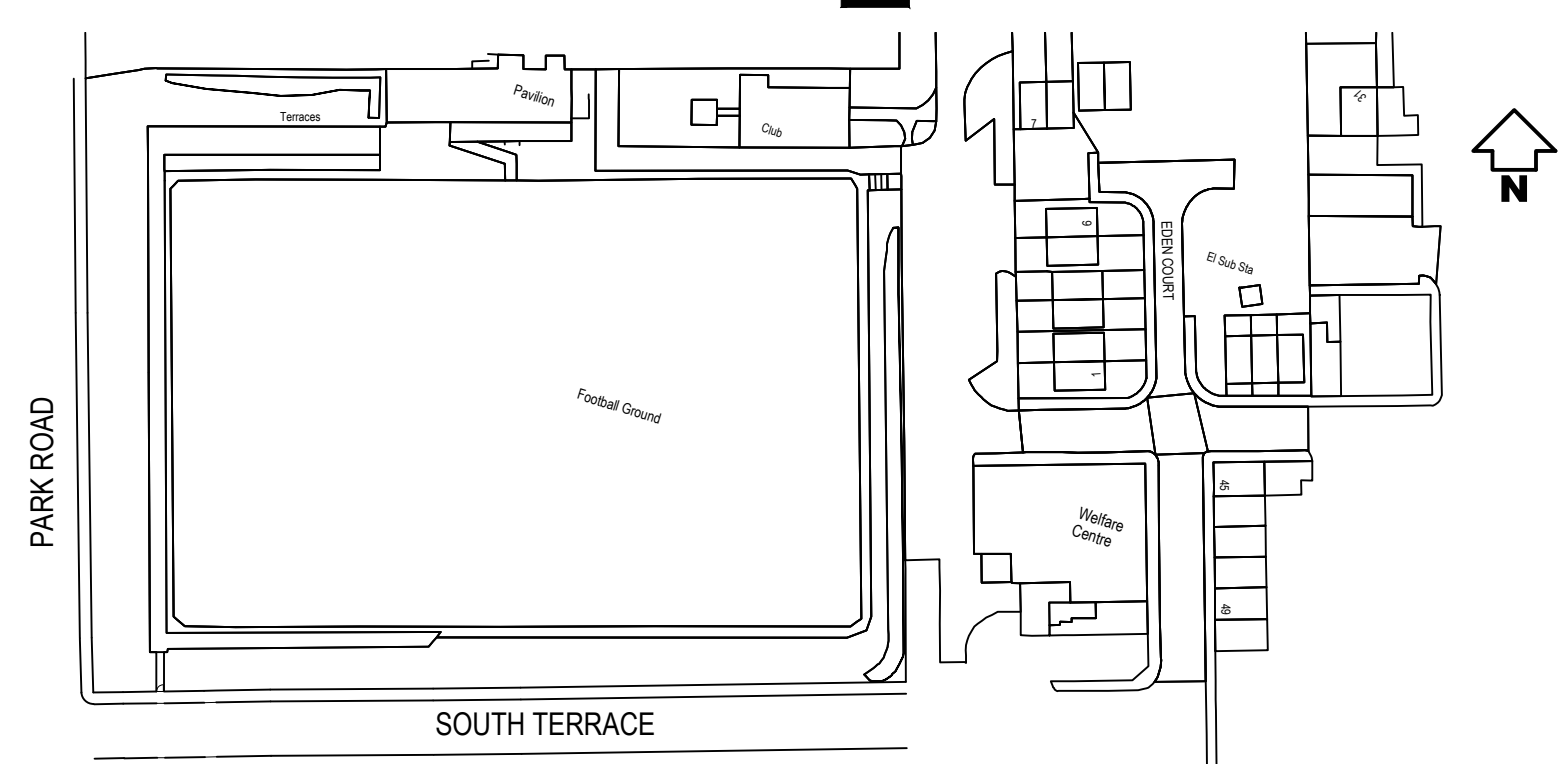 Pavilion
Terraces
Club
7
31
N
9
EDEN COURT
El Sub Sta
1
Football Ground
PARK ROAD
45
Welfare
Centre
49
SOUTH TERRACE